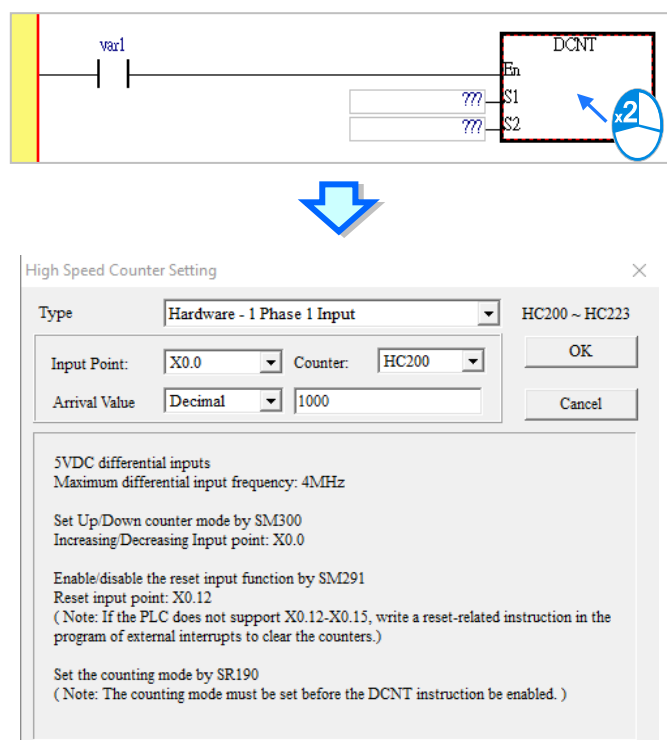 var1
DCNT
En
??? S1
??? S2
x2
High Speed Counter Setting
Type Hardware - 1 Phase 1 Input HC200 ~ HC223
Input Point: X0.0 Counter: HC200 OK
Arrival Value Decimal 1000 Cancel
5VDC differential inputs
Maximum differential input frequency: 4MHz
Set Up/Down counter mode by SM300
Increasing/Decreasing Input point: X0.0
Enable/disable the reset input function by SM291
Reset input point: X0.12
( Note: If the PLC does not support X0.12-X0.15, write a reset-related instruction in the
program of external interrupts to clear the counters.)
Set the counting mode by SR190
( Note: The counting mode must be set before the DCNT instruction be enabled. )